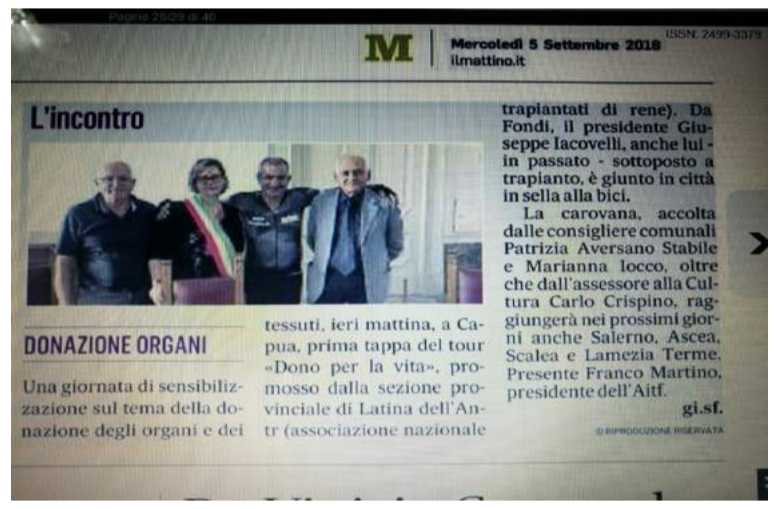 Pagine 28/29 di 40
M
Mercoledì 5 Settembre 2018
ilmattino.it
ISSN: 2499-3379
L'incontro
DONAZIONE ORGANI
Una giornata di sensibiliz-
zazione sul tema della do-
nazione degli organi e dei
tessuti, ieri mattina, a Ca-
pua, prima tappa del tour
«Dono per la vita», pro-
mosso dalla sezione pro-
vinciale di Latina dell'An-
tr (associazione nazionale
trapiantati di rene). Da
Fondi, il presidente Giu-
seppe Iacovelli, anche lui -
in passato - sottoposto a
trapianto, è giunto in città
in sella alla bici.
La carovana, accolta
dalle consigliere comunali
Patrizia Aversano Stabile
e Marianna Iocco, oltre
che dall'assessore alla Cul-
tura Carlo Crispino, rag-
giungerà nei prossimi gior-
ni anche Salerno, Ascea,
Scalea e Lamezia Terme.
Presente Franco Martino,
presidente dell'Aitf.
gi.sf.
© RIPRODUZIONE RISERVATA